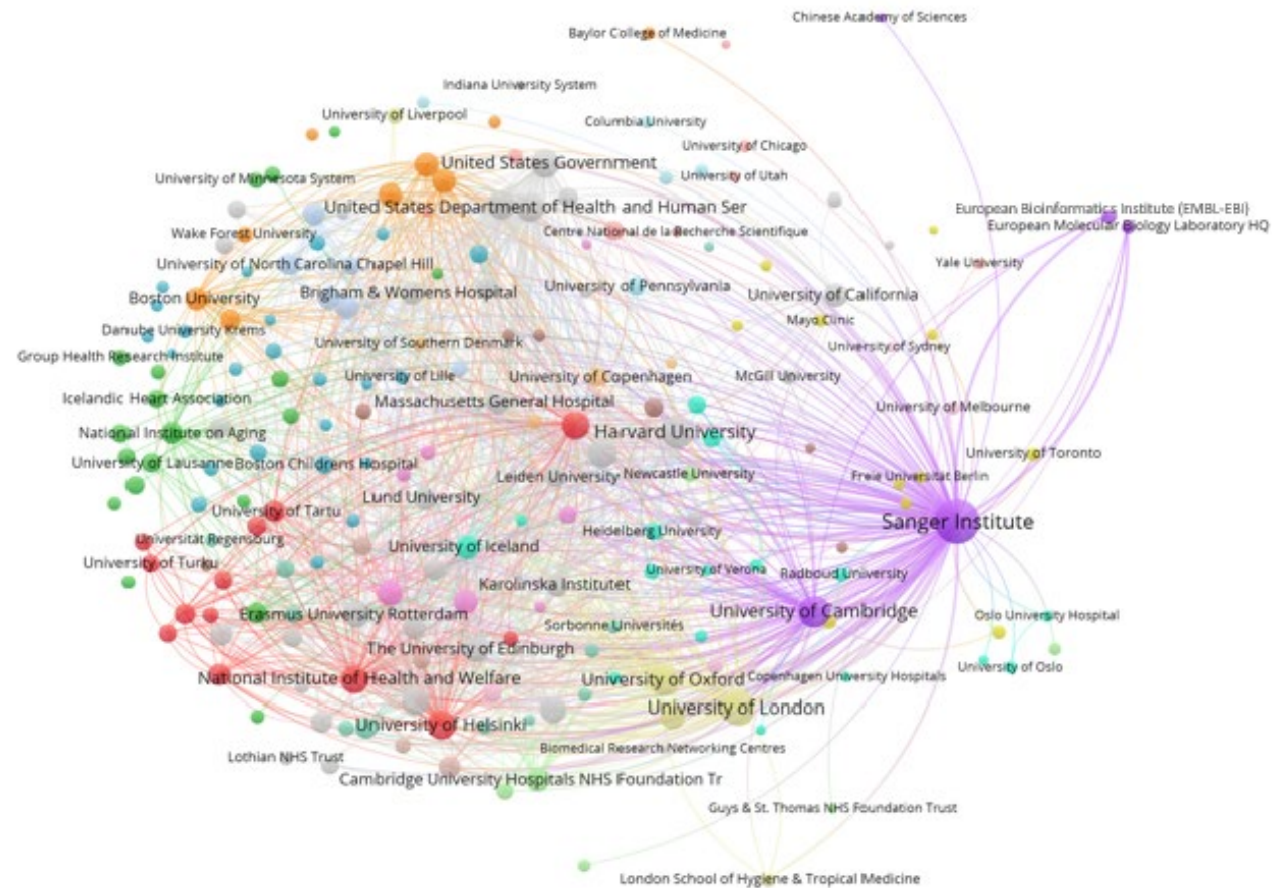 Chinese Academy of Sciences
Baylor College of Medicine
Indiana University System
University of Liverpool
Columbia University
University of Chicago
United States Government
University of Utah
University of Minnesota System
United States Department of Health and Human Ser
European Bioinformatics Institute (EMBL-EBI)
European Molecular Biology Laboratory HQ
Wake Forest University
Centre National de la Recherche Scientifique
University of North Carolina Chapel Hill
Yale University
University of Pennsylvania
Brigham & Womens Hospital
University of California
Boston University
Mayo Clinic
Danube University Krems
University of Southern Denmark
University of Sydney
Group Health Research Institute
University of Lille
University of Copenhagen
McGill University
Icelandic Heart Association
Massachusetts General Hospital
University of Melbourne
National Institute on Aging
Harvard University
University of Toronto
University of Lausanne
Boston Childrens Hospital
Leiden University
Newcastle University
Freie Universitat Berlin
Lund University
University of Tartu
Sanger Institute
Heidelberg University
Universitat Regensburg
University of Iceland
University of Turku
University of Verona
Radboud University
Karolinska Institutet
Erasmus University Rotterdam
University of Cambridge
Oslo University Hospital
Sorbonne Universités
The University of Edinburgh
University of Oslo
National Institute of Health and Welfare
University of Oxford
Copenhagen University Hospitals
University of London
University of Helsinki
Biomedical Research Networking Centres
Lothian NHS Trust
Cambridge University Hospitals NHS Foundation Tr
Guys & St. Thomas NHS Foundation Trust
London School of Hygiene & Tropical Medicine